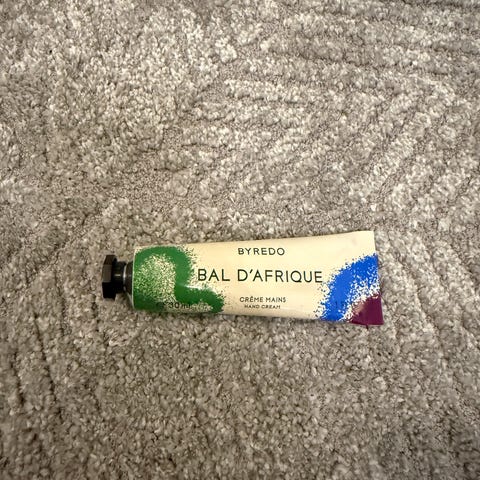 BYREDO
BAL D'AFRIQUE
CRÈME MAINS
HAND CREAM